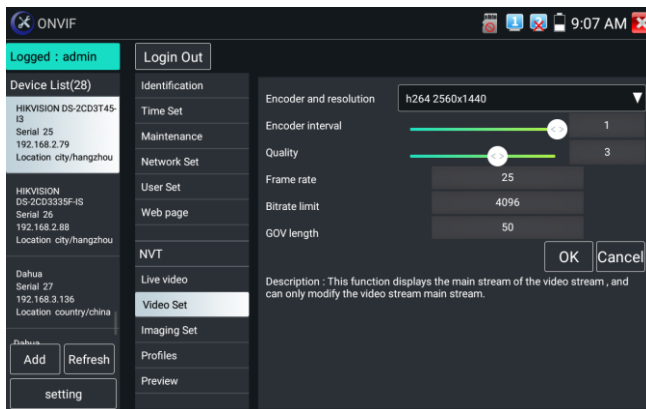 ONVIF
1
9:07 AM
Logged : admin
Login Out
Device List(28)
HIKVISION DS-2CD3T45-
I3
Serial 25
192.168.2.79
Location city/hangzhou
HIKVISION
DS-2CD3335F-IS
Serial 26
192.168.2.88
Location city/hangzhou
Dahua
Serial 27
192.168.3.136
Location country/china
Dahua
Add
Refresh
setting
Identification
Time Set
Maintenance
Network Set
User Set
Web page
NVT
Live video
Video Set
Imaging Set
Profiles
Preview
Encoder and resolution
h264 2560x1440
Encoder interval
1
Quality
3
Frame rate
25
Bitrate limit
4096
GOV length
50
OK
Cancel
Description : This function displays the main stream of the video stream , and
can only modify the video stream main stream.